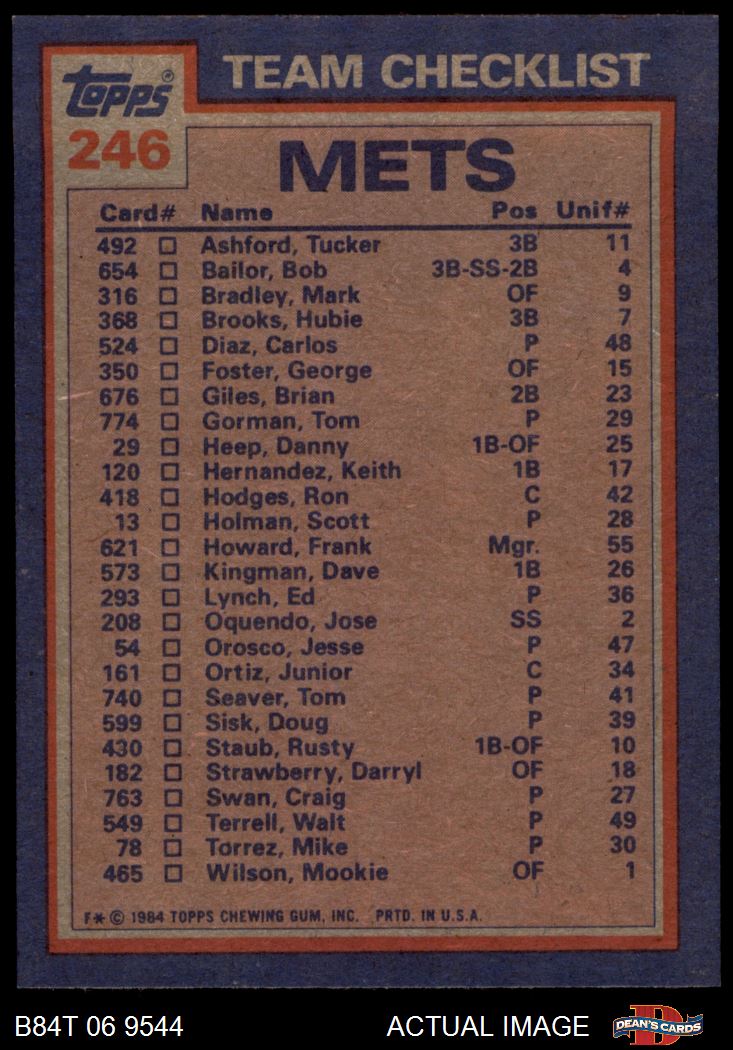 Topps®
246
TEAM CHECKLIST
METS
Card# Name Pos Unif#
492 □ Ashford, Tucker 3B 11
654 □ Bailor, Bob 3B-SS-2B 4
316 □ Bradley, Mark OF 9
368 □ Brooks, Hubie 3B 7
524 □ Diaz, Carlos P 48
350 □ Foster, George OF 15
676 □ Giles, Brian 2B 23
774 □ Gorman, Tom P 29
29 □ Heep, Danny 1B-OF 25
120 □ Hernandez, Keith 1B 17
418 □ Hodges, Ron C 42
13 □ Holman, Scott P 28
621 □ Howard, Frank Mgr. 55
573 □ Kingman, Dave 1B 26
293 □ Lynch, Ed P 36
208 □ Oquendo, Jose SS 2
54 □ Orosco, Jesse P 47
161 □ Ortiz, Junior C 34
740 □ Seaver, Tom P 41
599 □ Sisk, Doug P 39
430 □ Staub, Rusty 1B-OF 10
182 □ Strawberry, Darryl OF 18
763 □ Swan, Craig P 27
549 □ Terrell, Walt P 49
78 □ Torrez, Mike P 30
465 □ Wilson, Mookie OF 1
F* © 1984 TOPPS CHEWING GUM, INC. PRTD. IN U.S.A.
B84T 06 9544 ACTUAL IMAGE DEAN'S CARDS